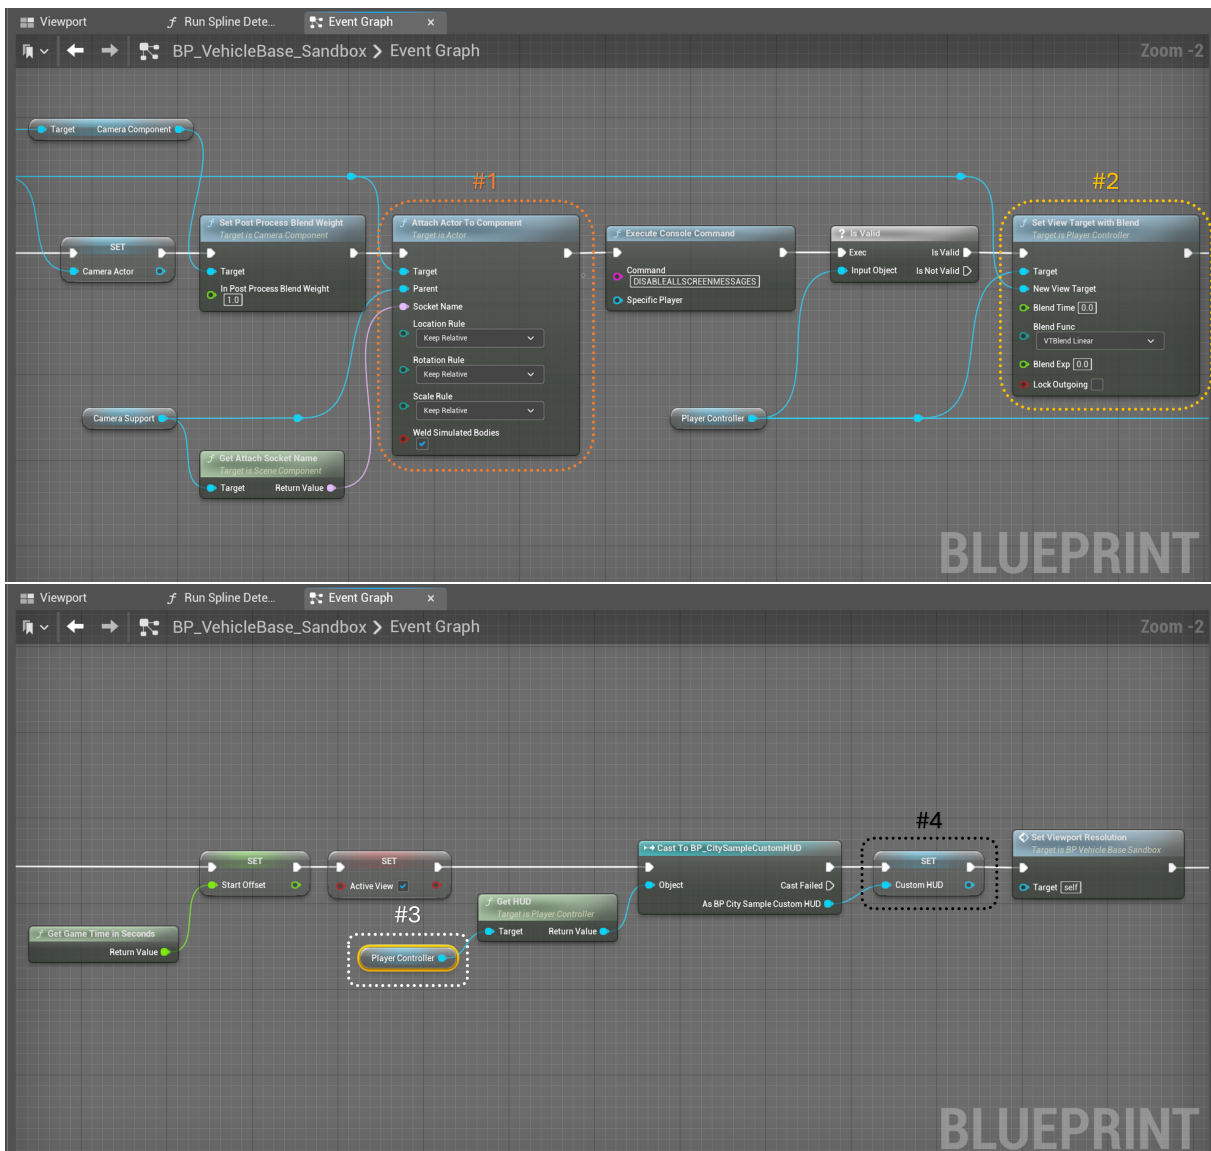 Viewport
Run Spline Dete...
Event Graph
BP_VehicleBase_Sandbox > Event Graph
Zoom -2
Target Camera Component
#1
#2
SET
Camera Actor
Set Post Process Blend Weight
Target is Camera Component
Target
In Post Process Blend Weight
1.0
Attach Actor To Component
Target is Actor
Target
Parent
Socket Name
Location Rule
Keep Relative
Rotation Rule
Keep Relative
Scale Rule
Keep Relative
Weld Simulated Bodies
Execute Console Command
Command
DISABLEALLSCREENMESSAGES
Specific Player
? Is Valid
Exec Is Valid
Input Object Is Not Valid
Set View Target with Blend
Target is Player Controller
Target
New View Target
Blend Time 0.0
Blend Func
VTBlend Linear
Blend Exp 0.0
Lock Outgoing
Camera Support
Player Controller
Get Attach Socket Name
Target is Scene Component
Target Return Value
BLUEPRINT
Viewport
Run Spline Dete...
Event Graph
BP_VehicleBase_Sandbox > Event Graph
Zoom -2
SET
Start Offset
SET
Active View
Get Game Time in Seconds
Return Value
#3
Player Controller
Get HUD
Target is Player Controller
Target Return Value
Cast To BP_CitySampleCustomHUD
Object Cast Failed
As BP City Sample Custom HUD
#4
SET
Custom HUD
Set Viewport Resolution
Target is BP Vehicle Base Sandbox
Target self
BLUEPRINT